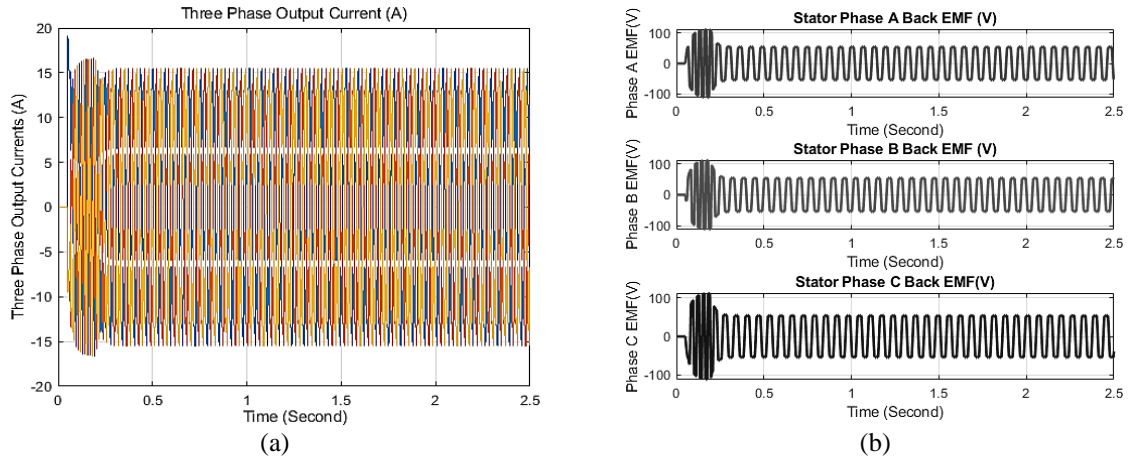 Three Phase Output Current (A)
Three Phase Output Currents (A)
20
15
10
5
0
-5
-10
-15
-20
0 0.5 1 1.5 2 2.5
Time (Second)
(a)
Stator Phase A Back EMF (V)
Phase A EMF(V)
100
0
-100
0 0.5 1 1.5 2 2.5
Time (Second)
Stator Phase B Back EMF (V)
Phase B EMF(V)
100
0
-100
0 0.5 1 1.5 2 2.5
Time (Second)
Stator Phase C Back EMF(V)
Phase C EMF(V)
100
0
-100
0 0.5 1 1.5 2 2.5
Time (Second)
(b)